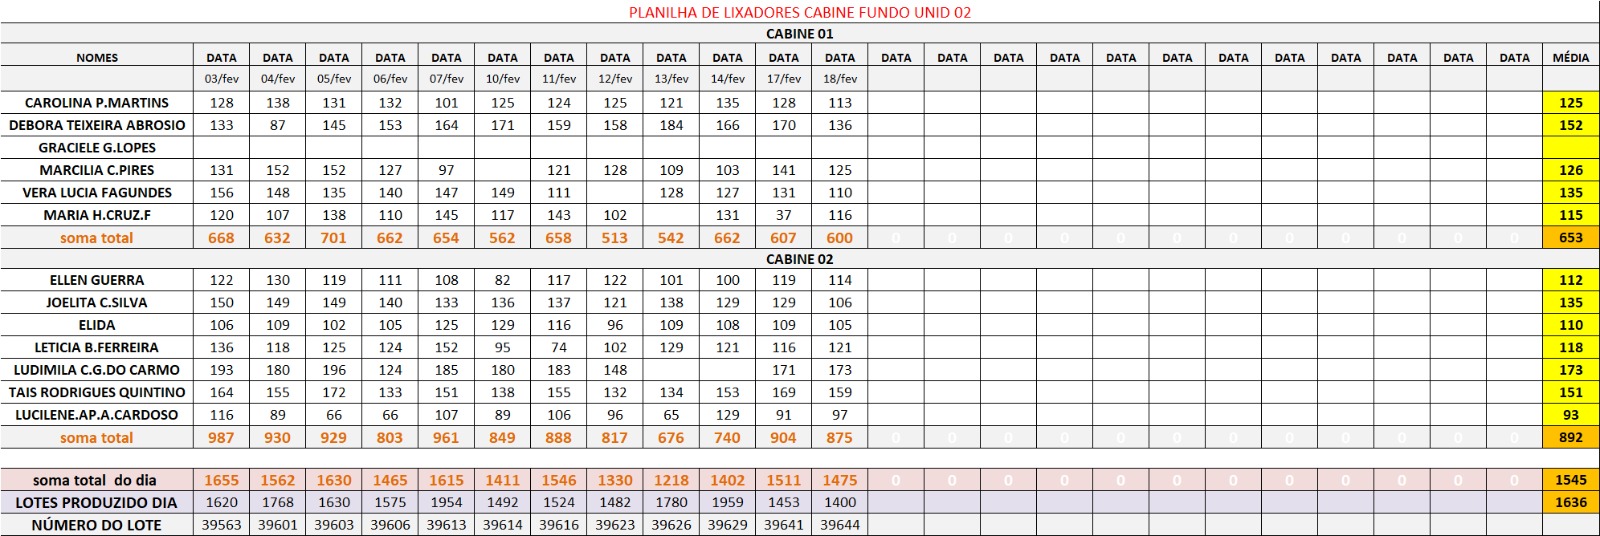 PLANILHA DE LIXADORES CABINE FUNDO UNID 02
CABINE 01
NOMES DATA DATA DATA DATA DATA DATA DATA DATA DATA DATA DATA DATA DATA DATA DATA DATA DATA DATA DATA DATA DATA DATA DATA DATA MÉDIA
03/fev 04/fev 05/fev 06/fev 07/fev 10/fev 11/fev 12/fev 13/fev 14/fev 17/fev 18/fev
CAROLINA P.MARTINS 128 138 131 132 101 125 124 125 121 135 128 113 125
DEBORA TEIXEIRA ABROSIO 133 87 145 153 164 171 159 158 184 166 170 136 152
GRACIELE G.LOPES
MARCILIA C.PIRES 131 152 152 127 97 121 128 109 103 141 125 126
VERA LUCIA FAGUNDES 156 148 135 140 147 149 111 128 127 131 110 135
MARIA H.CRUZ.F 120 107 138 110 145 117 143 102 131 37 116 115
soma total 668 632 701 662 654 562 658 513 542 662 607 600 0 0 0 0 0 0 0 0 0 0 0 0 653
CABINE 02
ELLEN GUERRA 122 130 119 111 108 82 117 122 101 100 119 114 112
JOELITA C.SILVA 150 149 149 140 133 136 137 121 138 129 129 106 135
ELIDA 106 109 102 105 125 129 116 96 109 108 109 105 110
LETICIA B.FERREIRA 136 118 125 124 152 95 74 102 129 121 116 121 118
LUDIMILA C.G.DO CARMO 193 180 196 124 185 180 183 148 171 173 173
TAIS RODRIGUES QUINTINO 164 155 172 133 151 138 155 132 134 153 169 159 151
LUCILENE.AP.A.CARDOSO 116 89 66 66 107 89 106 96 65 129 91 97 93
soma total 987 930 929 803 961 849 888 817 676 740 904 875 0 0 0 0 0 0 0 0 0 0 0 0 892
soma total do dia 1655 1562 1630 1465 1615 1411 1546 1330 1218 1402 1511 1475 0 0 0 0 0 0 0 0 0 0 0 0 1545
LOTES PRODUZIDO DIA 1620 1768 1630 1575 1954 1492 1524 1482 1780 1959 1453 1400 1636
NÚMERO DO LOTE 39563 39601 39603 39606 39613 39614 39616 39623 39626 39629 39641 39644